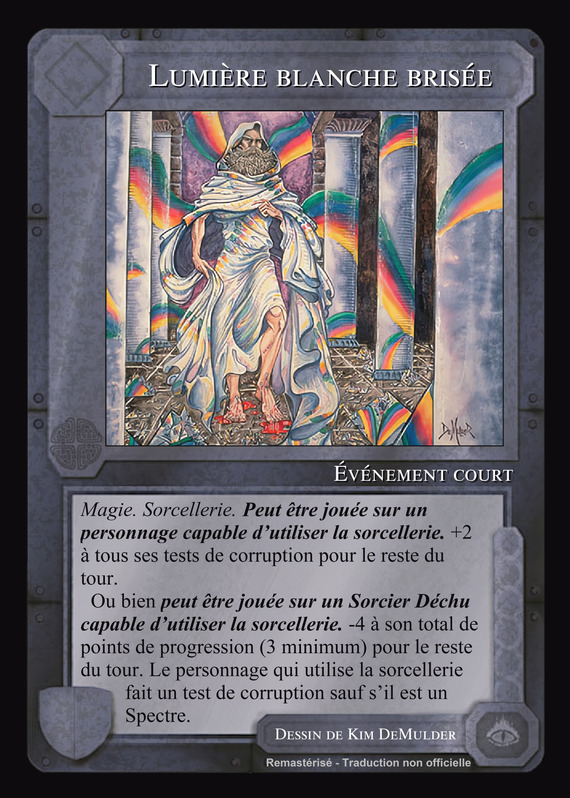 Lumière blanche brisée
DeMulder
Événement court
Magie. Sorcellerie. Peut être jouée sur un
personnage capable d’utiliser la sorcellerie. +2
à tous ses tests de corruption pour le reste du
tour.
Ou bien peut être jouée sur un Sorcier Déchu
capable d’utiliser la sorcellerie. -4 à son total de
points de progression (3 minimum) pour le reste
du tour. Le personnage qui utilise la sorcellerie
fait un test de corruption sauf s’il est un
Spectre.
Dessin de Kim DeMulder
Remastérisé - Traduction non officielle